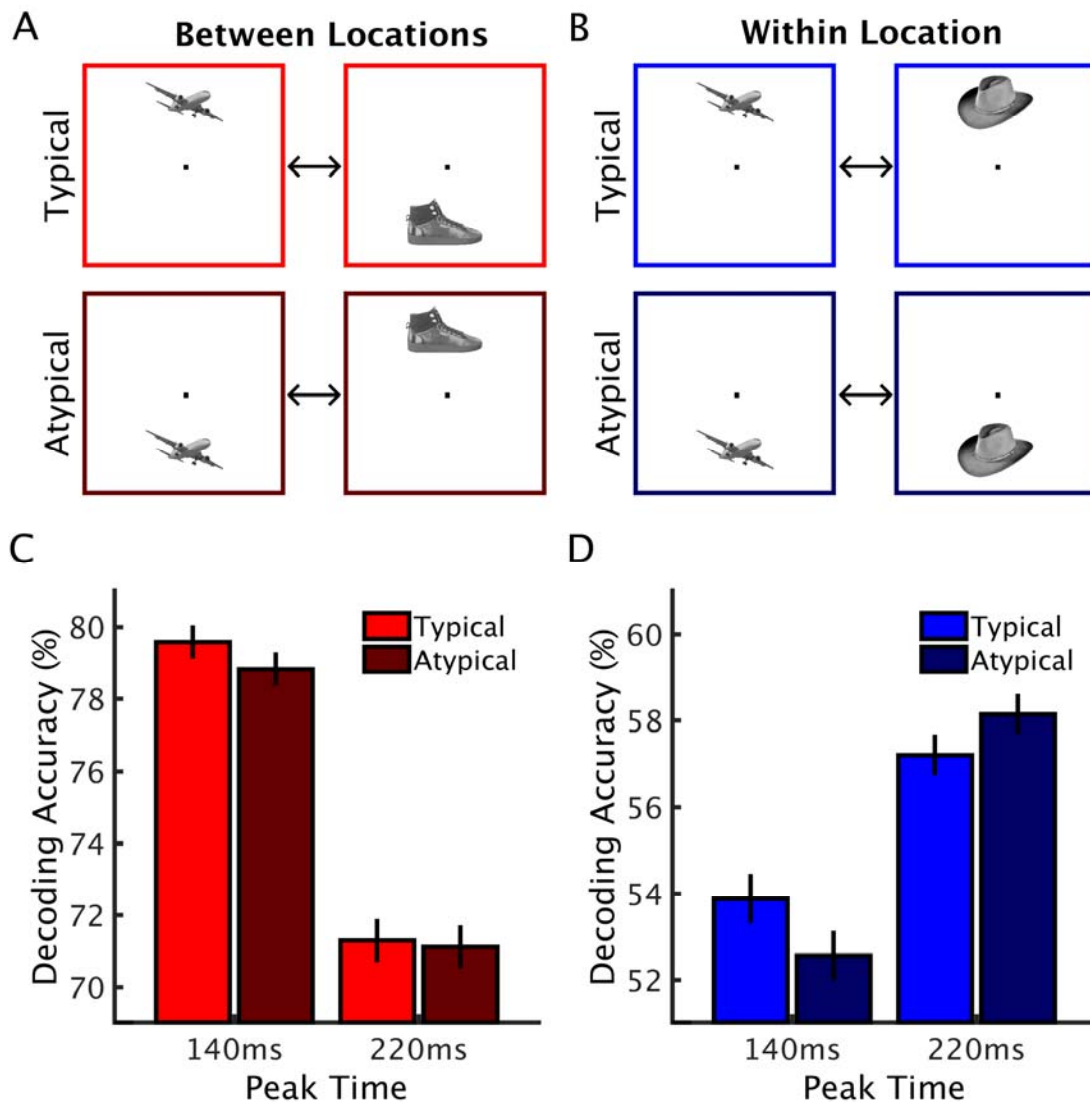 A
Between Locations
Typical
Atypical
B
Within Location
Typical
Atypical
C
Decoding Accuracy (%)
80
78
76
74
72
70
Typical
Atypical
140ms
220ms
Peak Time
D
Decoding Accuracy (%)
60
58
56
54
52
Typical
Atypical
140ms
220ms
Peak Time